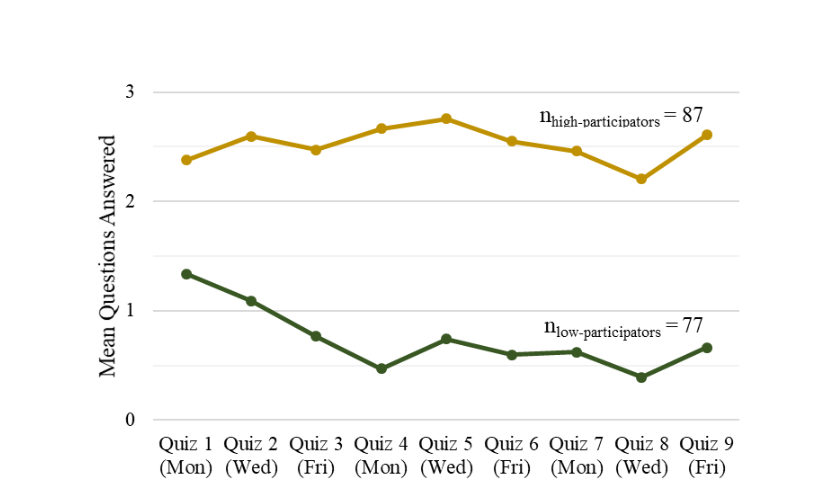 3
n high-participators = 87
2
Mean Questions Answered
1
n low-participators = 77
0
Quiz 1 Quiz 2 Quiz 3 Quiz 4 Quiz 5 Quiz 6 Quiz 7 Quiz 8 Quiz 9
(Mon) (Wed) (Fri) (Mon) (Wed) (Fri) (Mon) (Wed) (Fri)